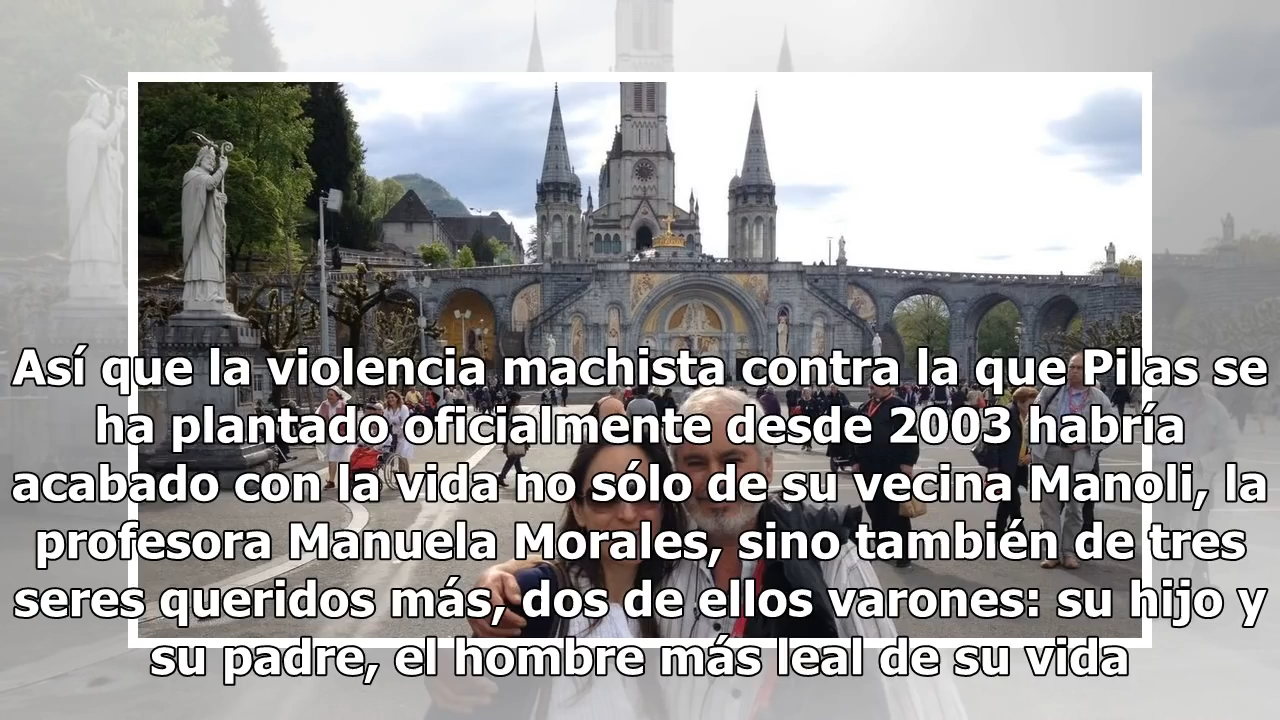 Así que la violencia machista contra la que Pilas se
ha plantado oficialmente desde 2003 habría
acabado con la vida no sólo de su vecina Manoli, la
profesora Manuela Morales, sino también de tres
seres queridos más, dos de ellos varones: su hijo y
su padre, el hombre más leal de su vida